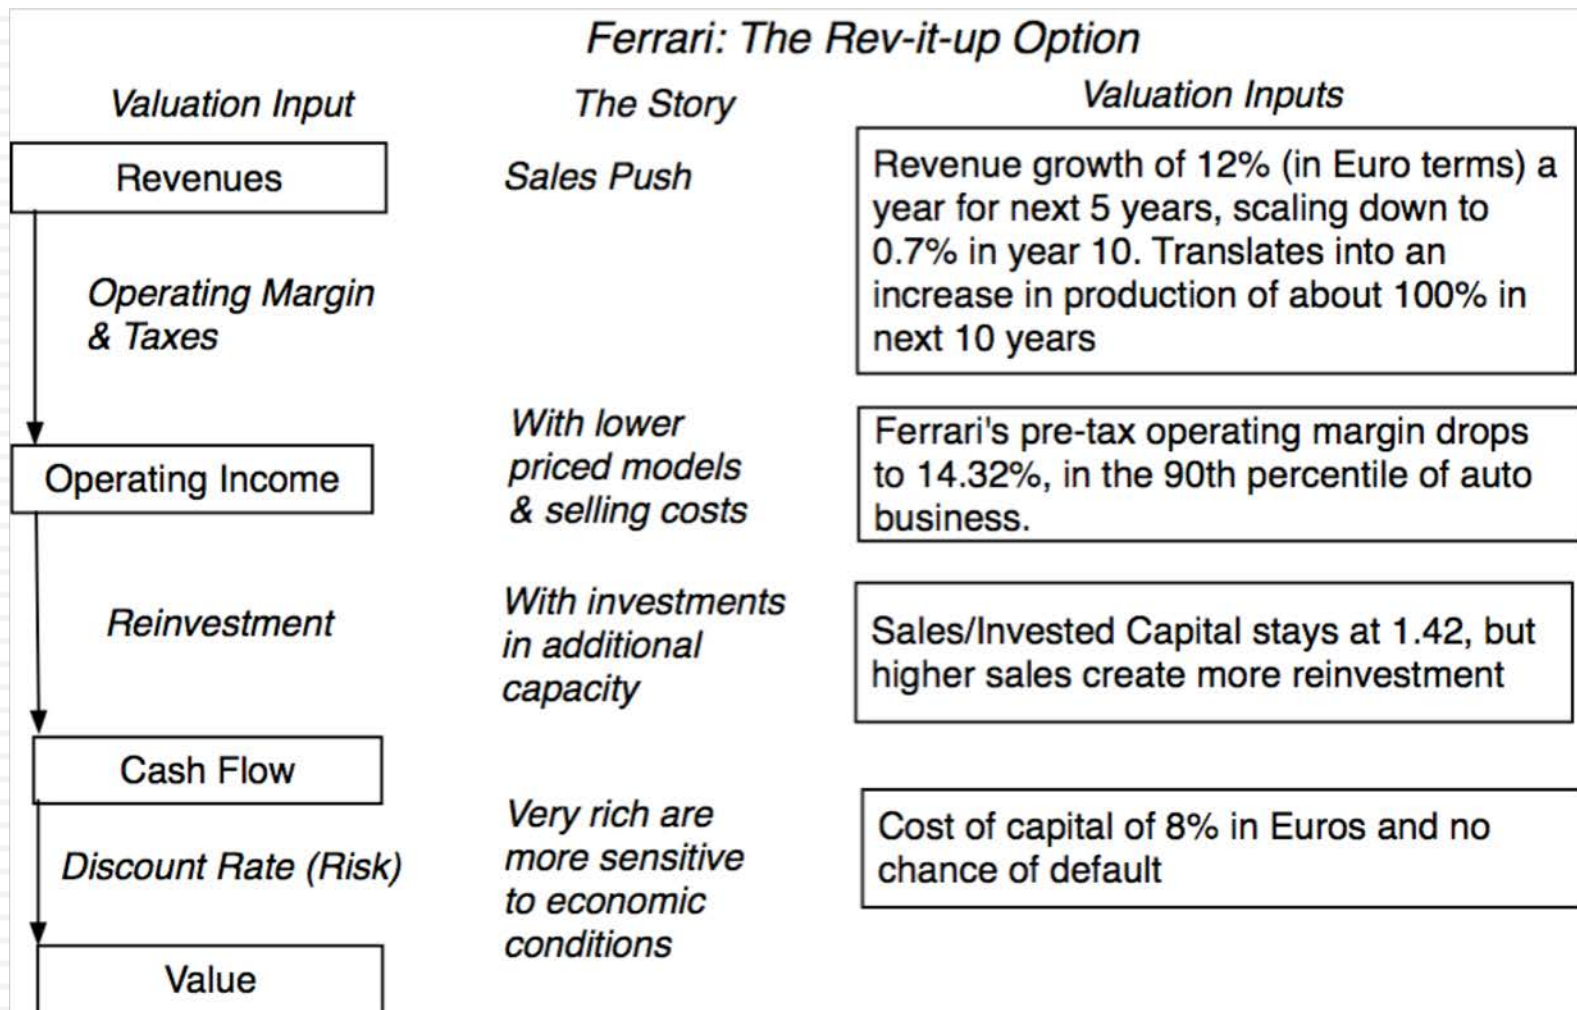 Ferrari: The Rev-it-up Option
Valuation Input
The Story
Valuation Inputs
Revenues
Sales Push
Revenue growth of 12% (in Euro terms) a
year for next 5 years, scaling down to
0.7% in year 10. Translates into an
increase in production of about 100% in
next 10 years
Operating Margin
& Taxes
Operating Income
With lower
priced models
& selling costs
Ferrari's pre-tax operating margin drops
to 14.32%, in the 90th percentile of auto
business.
Reinvestment
With investments
in additional
capacity
Sales/Invested Capital stays at 1.42, but
higher sales create more reinvestment
Cash Flow
Discount Rate (Risk)
Very rich are
more sensitive
to economic
conditions
Cost of capital of 8% in Euros and no
chance of default
Value